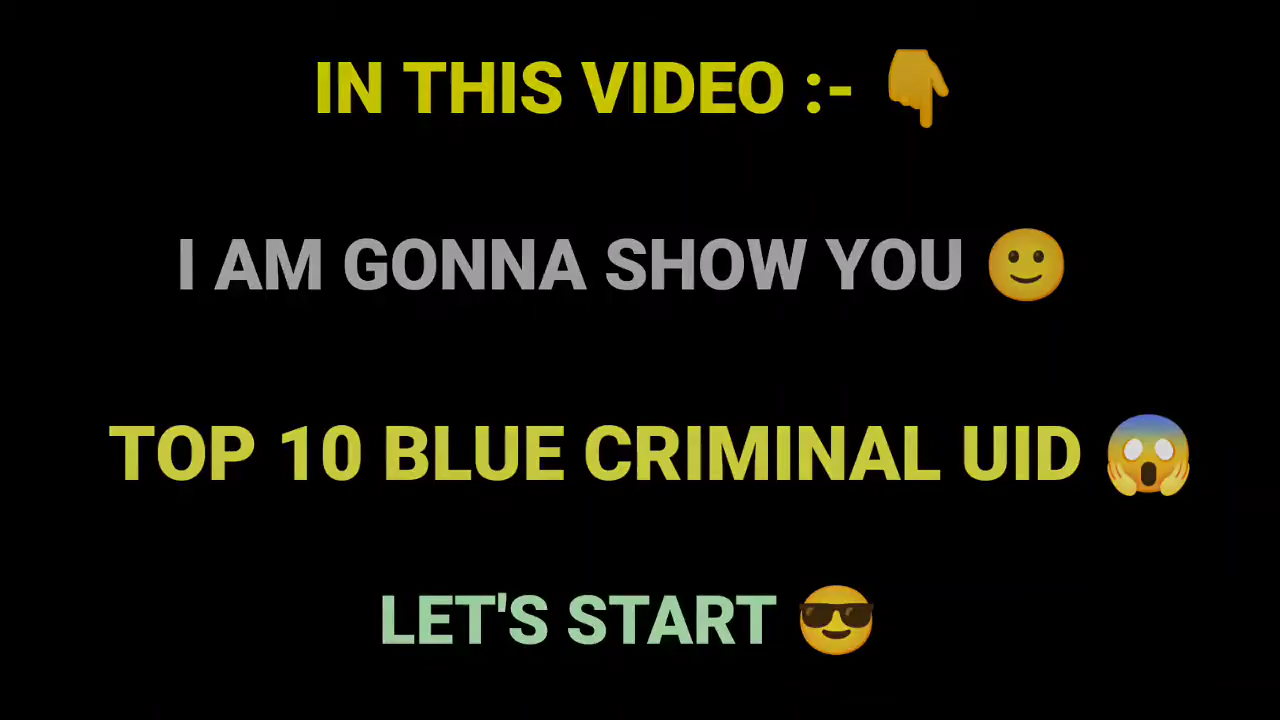 IN THIS VIDEO :- 👇
I AM GONNA SHOW YOU 🙂
TOP 10 BLUE CRIMINAL UID 😱
LET'S START 😎